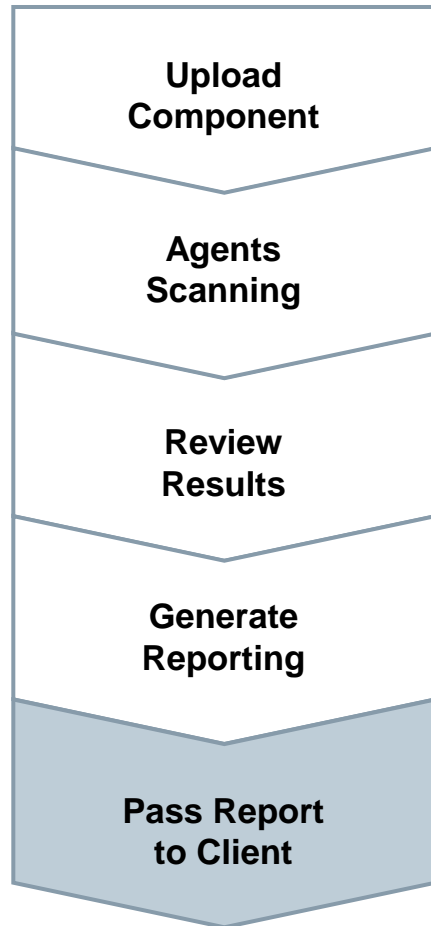 Upload
Component
Agents
Scanning
Review
Results
Generate
Reporting
Pass Report
to Client